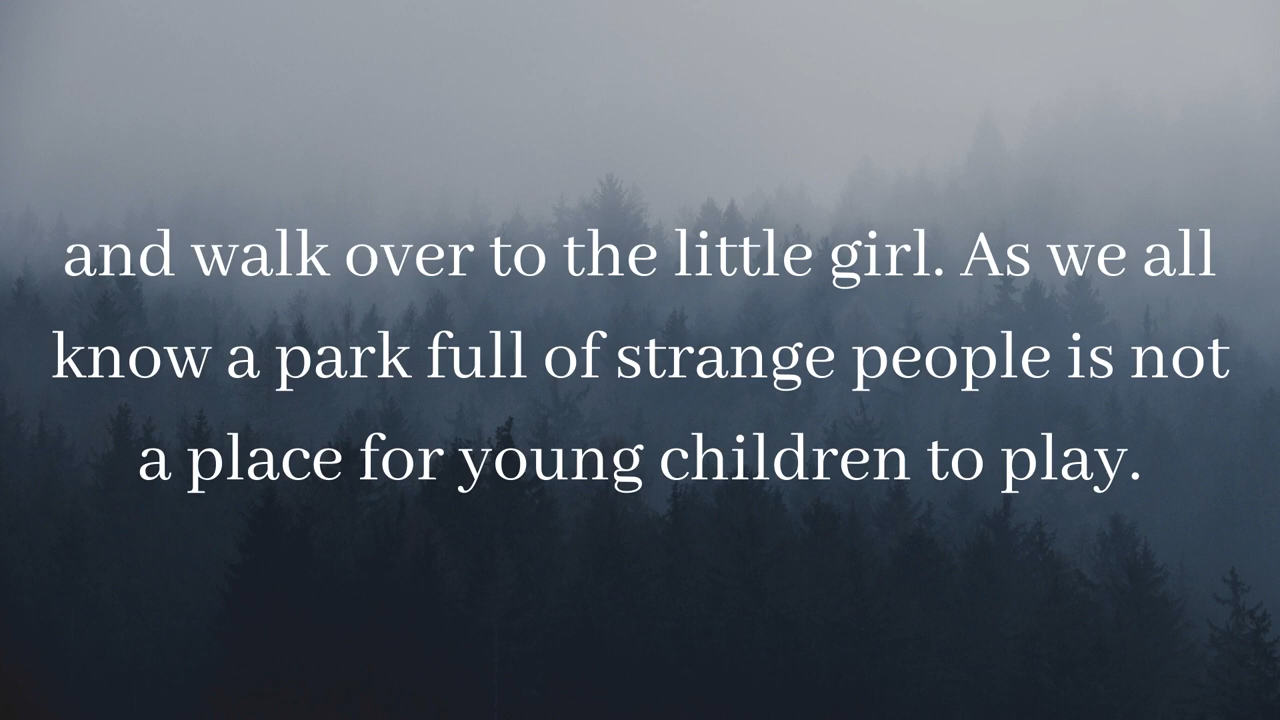 and walk over to the little girl. As we all
know a park full of strange people is not
a place for young children to play.